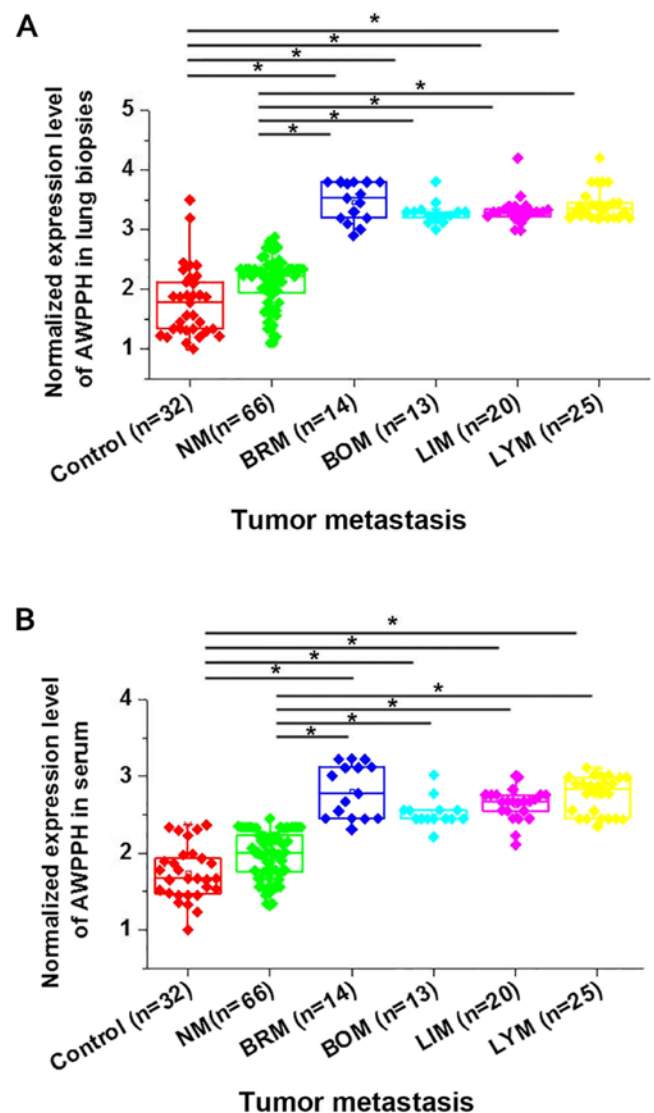 A
*
*
*
*
*
*
*
*
Normalized expression level
of AWPPH in lung biopsies
5
4
3
2
1
Control (n=32)
NM(n=66)
BRM (n=14)
BOM (n=13)
LIM (n=20)
LYM (n=25)
Tumor metastasis
B
*
*
*
*
*
*
*
*
Normalized expression level
of AWPPH in serum
4
3
2
1
Control (n=32)
NM(n=66)
BRM (n=14)
BOM (n=13)
LIM (n=20)
LYM (n=25)
Tumor metastasis